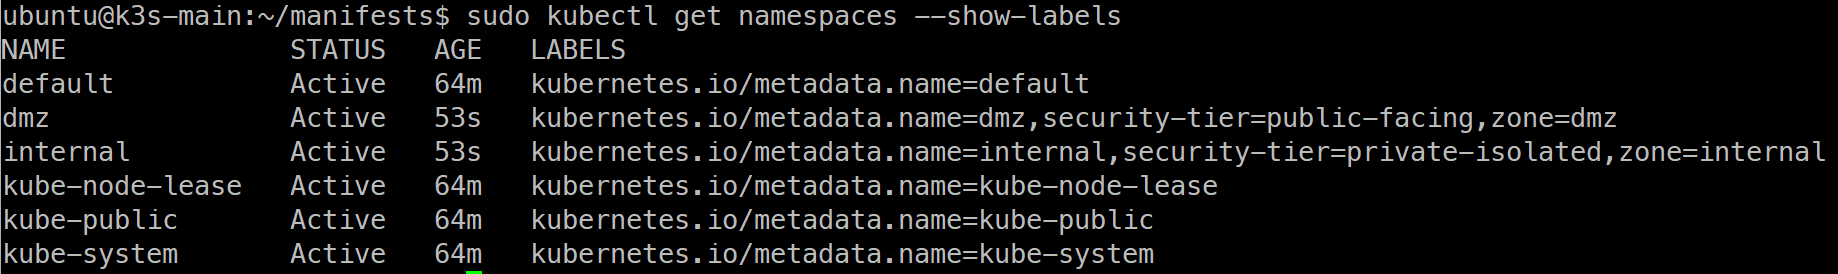 ubuntu@k3s-main:~/manifests$ sudo kubectl get namespaces --show-labels
NAME              STATUS   AGE   LABELS
default           Active   64m   kubernetes.io/metadata.name=default
dmz               Active   53s   kubernetes.io/metadata.name=dmz,security-tier=public-facing,zone=dmz
internal          Active   53s   kubernetes.io/metadata.name=internal,security-tier=private-isolated,zone=internal
kube-node-lease   Active   64m   kubernetes.io/metadata.name=kube-node-lease
kube-public       Active   64m   kubernetes.io/metadata.name=kube-public
kube-system       Active   64m   kubernetes.io/metadata.name=kube-system